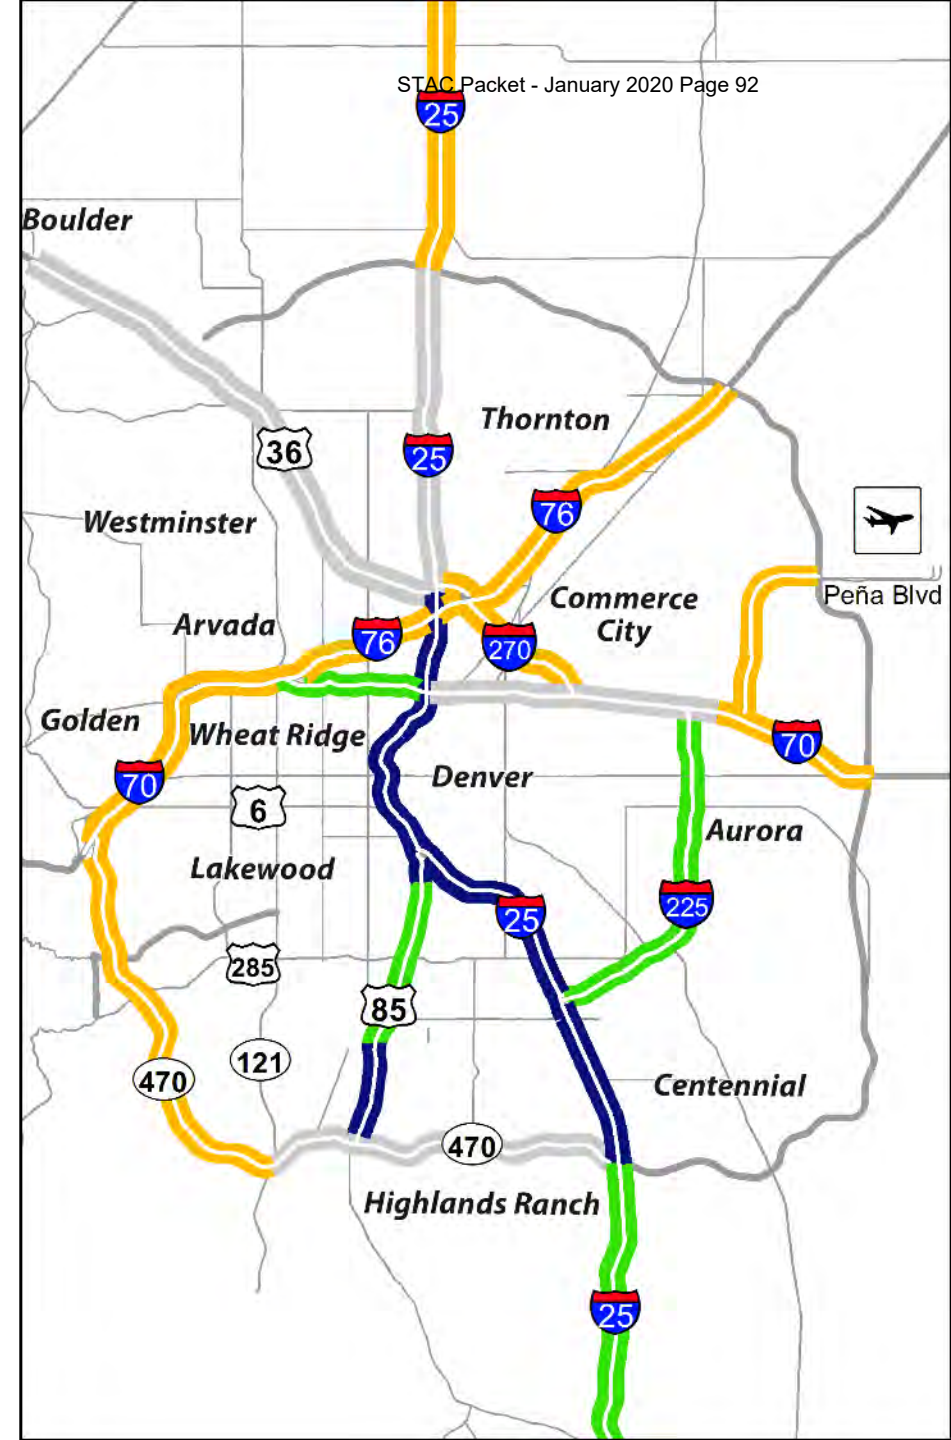 STAC Packet - January 2020 Page 92
25
Boulder
Thornton
36
25
76
Westminster
Peña Blvd
Commerce
City
Arvada
76
270
Golden
Wheat Ridge
70
70
Denver
6
Aurora
Lakewood
225
25
285
85
121
470
Centennial
470
Highlands Ranch
25